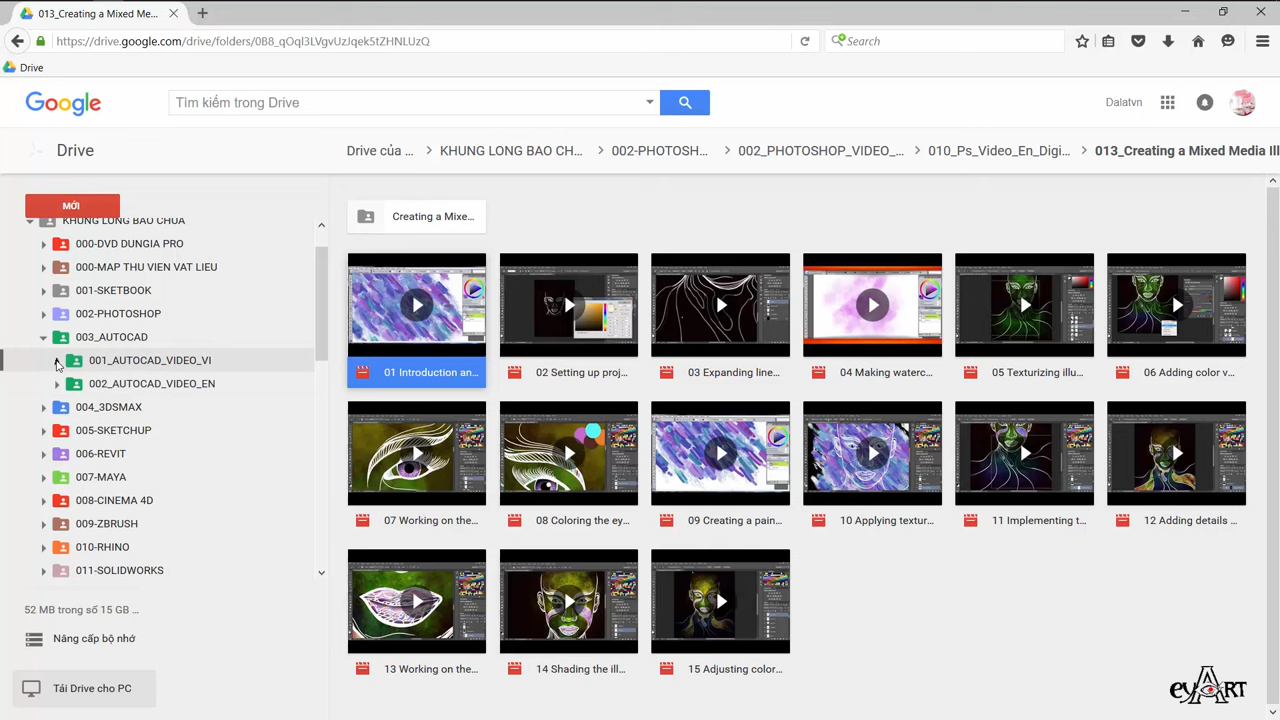 013_Creating a Mixed Me...
https://drive.google.com/drive/folders/0B8_qOqI3LVgvUzJqek5tZHNLUzQ
Search
Drive
Google
Tìm kiếm trong Drive
Dalatvn
Drive
Drive của ...
KHUNG LONG BAO CH...
002-PHOTOSH...
002_PHOTOSHOP_VIDEO_...
010_Ps_Video_En_Digi...
013_Creating a Mixed Media Ill
MỚI
KHUNG LONG BAO CHUA
000-DVD DUNGIA PRO
000-MAP THU VIEN VAT LIEU
001-SKETBOOK
002-PHOTOSHOP
003_AUTOCAD
001_AUTOCAD_VIDEO_VI
002_AUTOCAD_VIDEO_EN
004_3DSMAX
005-SKETCHUP
006-REVIT
007-MAYA
008-CINEMA 4D
009-ZBRUSH
010-RHINO
011-SOLIDWORKS
52 MB trong số 15 GB ...
Nâng cấp bộ nhớ
Tải Drive cho PC
Creating a Mixe...
01 Introduction an...
02 Setting up proj...
03 Expanding line...
04 Making waterc...
05 Texturizing illu...
06 Adding color v...
07 Working on the...
08 Coloring the ey...
09 Creating a pain...
10 Applying textur...
11 Implementing t...
12 Adding details ...
13 Working on the...
14 Shading the ill...
15 Adjusting color...
eyART